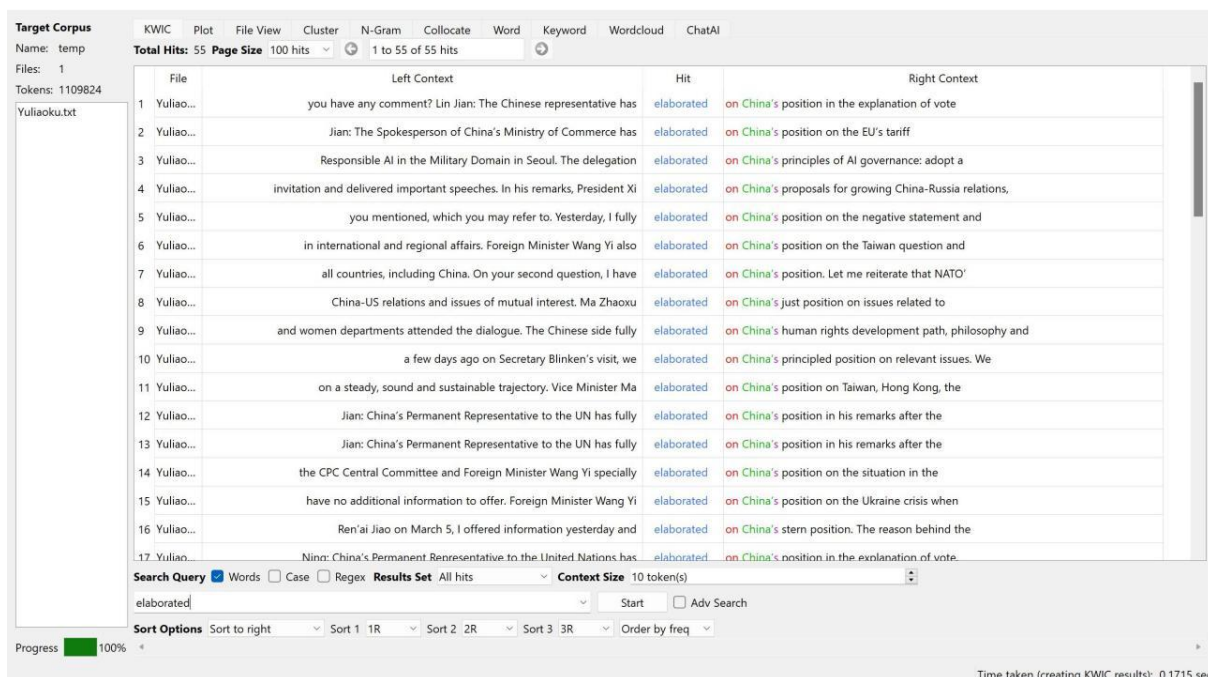 Target Corpus
Name: temp
Files: 1
Tokens: 1109824
Yuliaoku.txt
Progress 100%
KWIC Plot File View Cluster N-Gram Collocate Word Keyword Wordcloud ChatAI
Total Hits: 55 Page Size 100 hits 1 to 55 of 55 hits
File Left Context Hit Right Context
1 Yuliao... you have any comment? Lin Jian: The Chinese representative has elaborated on China's position in the explanation of vote
2 Yuliao... Jian: The Spokesperson of China's Ministry of Commerce has elaborated on China's position on the EU's tariff
3 Yuliao... Responsible AI in the Military Domain in Seoul. The delegation elaborated on China's principles of AI governance: adopt a
4 Yuliao... invitation and delivered important speeches. In his remarks, President Xi elaborated on China's proposals for growing China-Russia relations,
5 Yuliao... you mentioned, which you may refer to. Yesterday, I fully elaborated on China's position on the negative statement and
6 Yuliao... in international and regional affairs. Foreign Minister Wang Yi also elaborated on China's position on the Taiwan question and
7 Yuliao... all countries, including China. On your second question, I have elaborated on China's position. Let me reiterate that NATO'
8 Yuliao... China-US relations and issues of mutual interest. Ma Zhaoxu elaborated on China's just position on issues related to
9 Yuliao... and women departments attended the dialogue. The Chinese side fully elaborated on China's human rights development path, philosophy and
10 Yuliao... a few days ago on Secretary Blinken's visit, we elaborated on China's principled position on relevant issues. We
11 Yuliao... on a steady, sound and sustainable trajectory. Vice Minister Ma elaborated on China's position on Taiwan, Hong Kong, the
12 Yuliao... Jian: China's Permanent Representative to the UN has fully elaborated on China's position in his remarks after the
13 Yuliao... Jian: China's Permanent Representative to the UN has fully elaborated on China's position in his remarks after the
14 Yuliao... the CPC Central Committee and Foreign Minister Wang Yi specially elaborated on China's position on the situation in the
15 Yuliao... have no additional information to offer. Foreign Minister Wang Yi elaborated on China's position on the Ukraine crisis when
16 Yuliao... Ren'ai Jiao on March 5, I offered information yesterday and elaborated on China's stern position. The reason behind the
17 Yuliao... Ning: China's Permanent Representative to the United Nations has elaborated on China's position in the explanation of vote.
Search Query Words Case Regex Results Set All hits Context Size 10 token(s)
elaborated Start Adv Search
Sort Options Sort to right Sort 1 1R Sort 2 2R Sort 3 3R Order by freq
Time taken (creating KWIC results): 0.1715 se